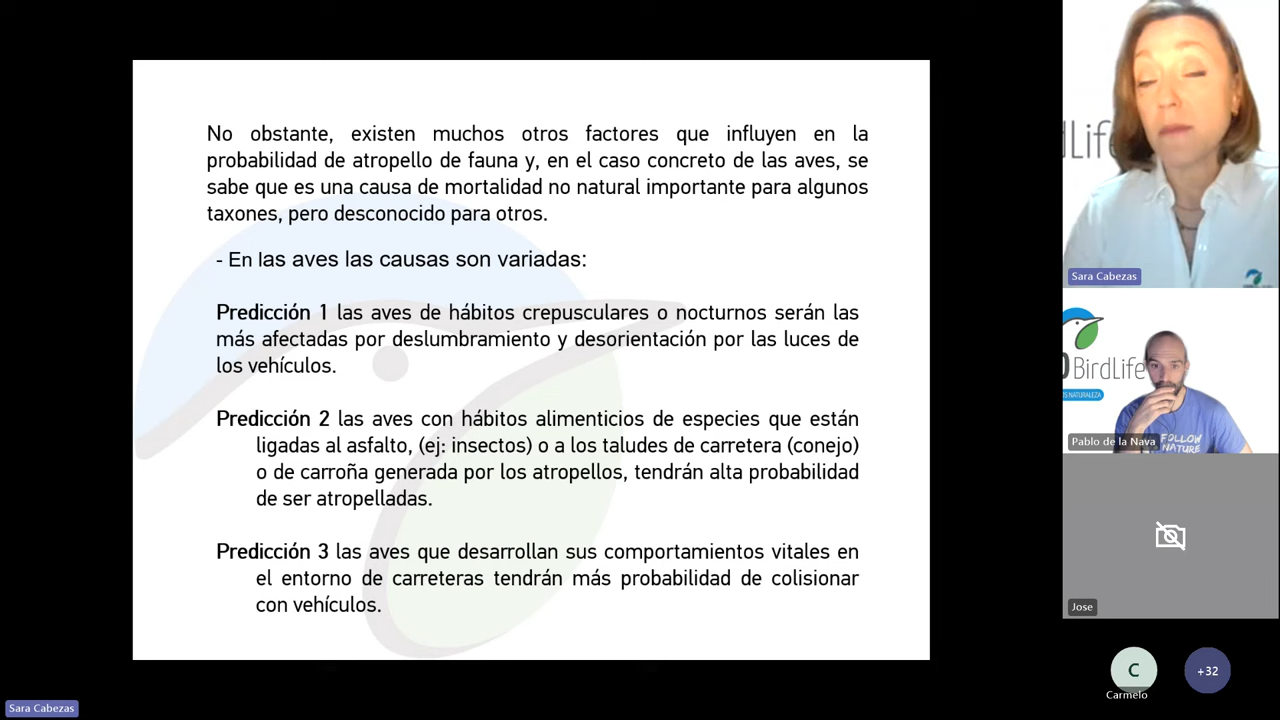 No obstante, existen muchos otros factores que influyen en la
probabilidad de atropello de fauna y, en el caso concreto de las aves, se
sabe que es una causa de mortalidad no natural importante para algunos
taxones, pero desconocido para otros.
- En las aves las causas son variadas:
Predicción 1 las aves de hábitos crepusculares o nocturnos serán las
más afectadas por deslumbramiento y desorientación por las luces de
los vehículos.
Predicción 2 las aves con hábitos alimenticios de especies que están
ligadas al asfalto, (ej: insectos) o a los taludes de carretera (conejo)
o de carroña generada por los atropellos, tendrán alta probabilidad
de ser atropelladas.
Predicción 3 las aves que desarrollan sus comportamientos vitales en
el entorno de carreteras tendrán más probabilidad de colisionar
con vehículos.
Sara Cabezas
BirdLife
NATURALEZA
FOLLOW
NATURE
Pablo de la Nava
Jose
C
Carmelo
+32
Sara Cabezas